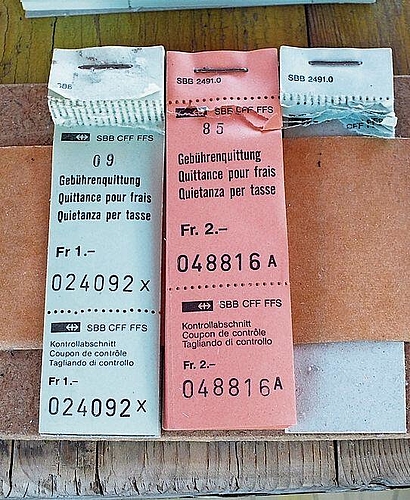 SBB
SBB CFF FFS
09
Gebührenquittung
Quittance pour frais
Quietanza per tasse
Fr 1.–
024092 x
SBB CFF FFS
Kontrollabschnitt
Coupon de contrôle
Tagliando di controllo
Fr 1.–
024092 x
SBB 2491.0
SBB CFF FFS
85
Gebührenquittung
Quittance pour frais
Quietanza per tasse
Fr. 2.–
048816 A
SBB CFF FFS
Kontrollabschnitt
Coupon de contrôle
Tagliando di controllo
Fr. 2.–
048816 A
SBB 2491.0
CFF FFS